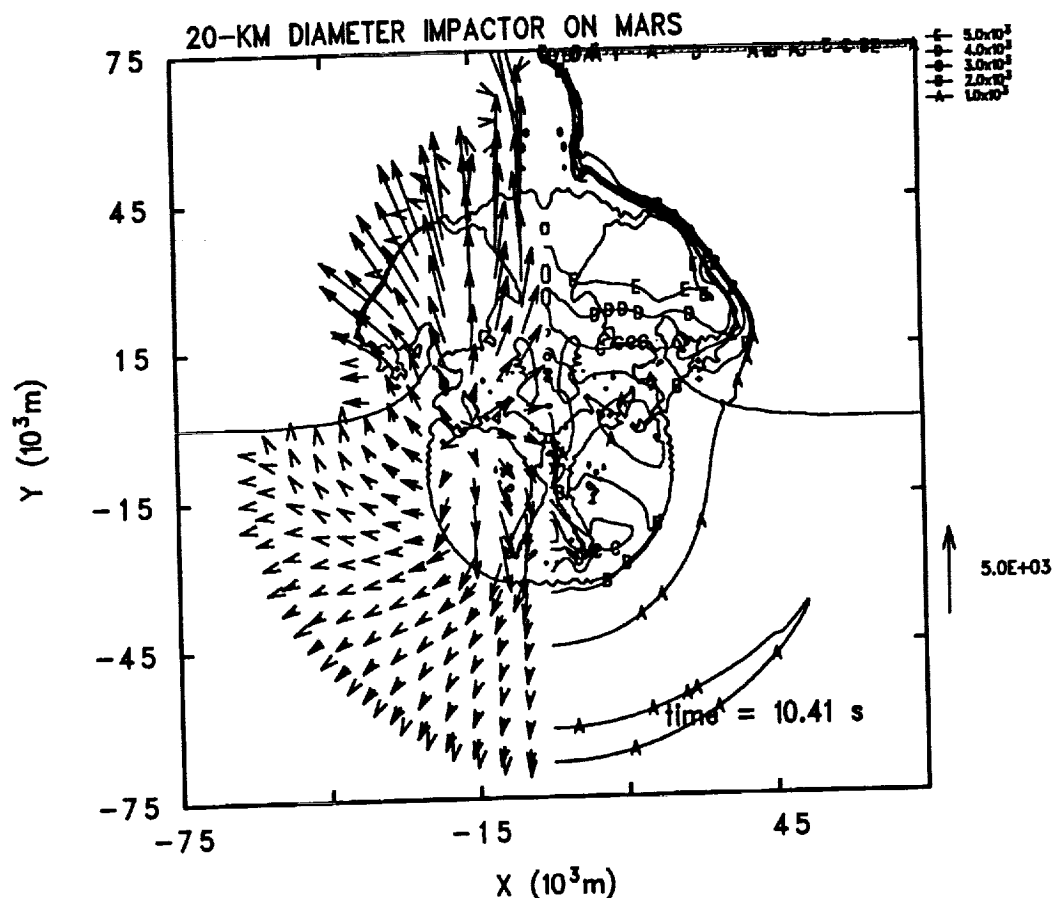 20-KM DIAMETER IMPACTOR ON MARS
E 5.0x10³
D 4.0x10³
3.0x10³
B 2.0x10³
A 1.0x10³
75
45
15
-15
-45
-75
Y (10³m)
5.0E+03
time = 10.41 s
-75
-15
45
X (10³m)